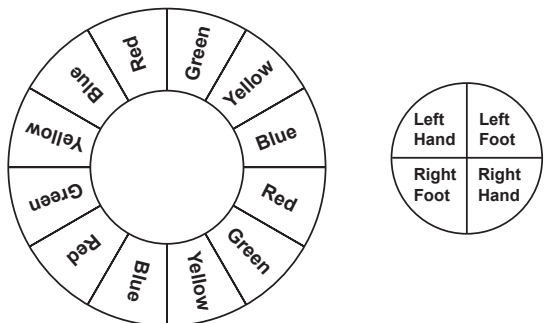 Green
Yellow
Blue
Red
Green
Yellow
Blue
Red
Green
Yellow
Blue
Red
Left
Hand
Left
Foot
Right
Foot
Right
Hand